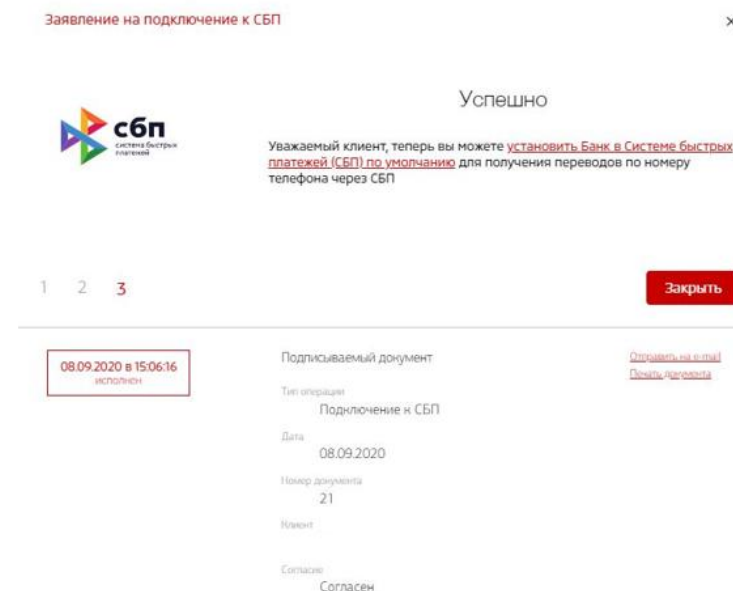 Заявление на подключение к СБП
×
сбп
система быстрых
платежей
Успешно
Уважаемый клиент, теперь вы можете установить Банк в Системе быстрых
платежей (СБП) по умолчанию для получения переводов по номеру
телефона через СБП
1 2 3
Закрыть
08.09.2020 в 15:06:16
исполнен
Подписываемый документ
Отправить на e-mail
Печать документа
Тип операции
Подключение к СБП
Дата
08.09.2020
Номер документа
21
Клиент
Согласие
Согласен